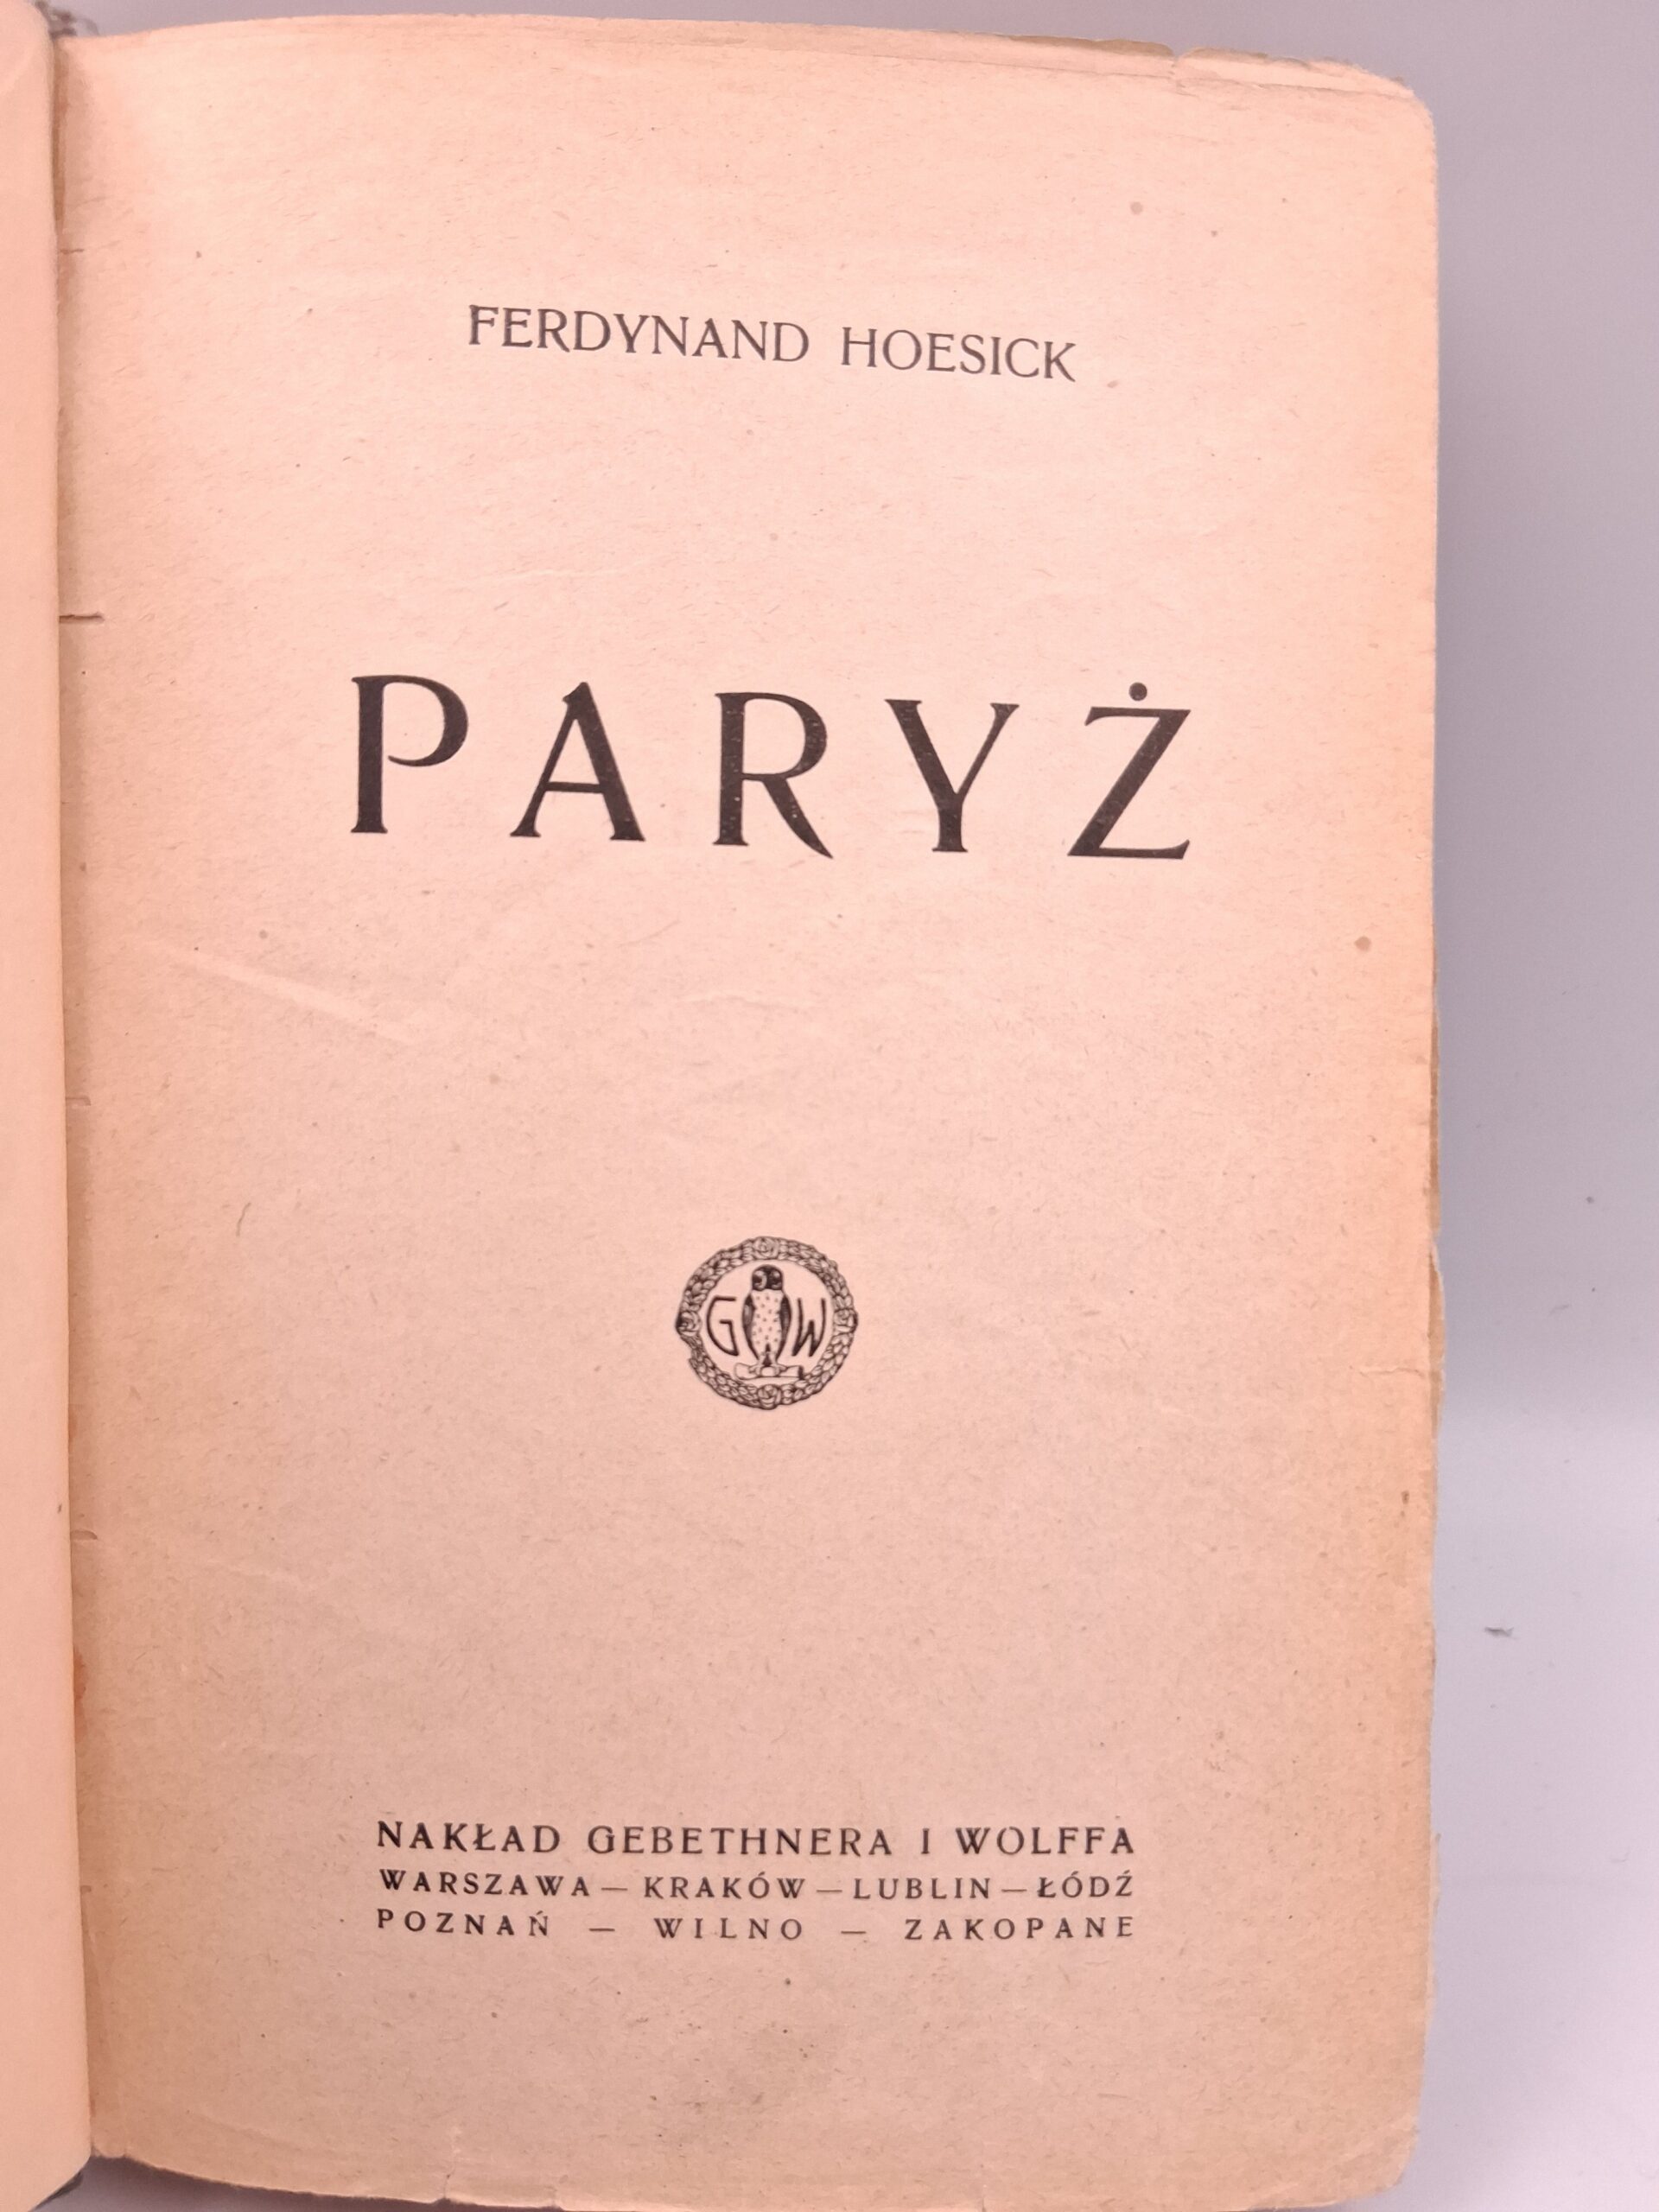 FERDYNAND HOESICK
PARYŻ
G W
NAKŁAD GEBETHNERA I WOLFFA
WARSZAWA — KRAKÓW — LUBLIN — ŁÓDŹ
POZNAŃ — WILNO — ZAKOPANE